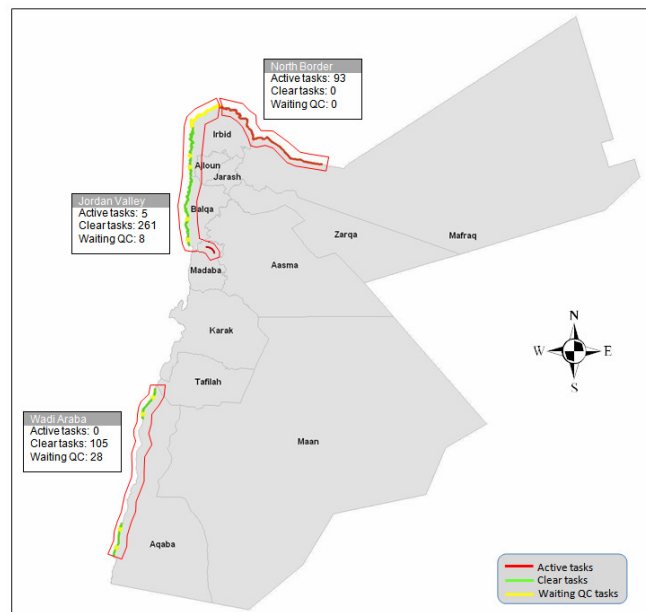 North Border
Active tasks: 93
Clear tasks: 0
Waiting QC: 0
Irbid
Ajloun
Jarash
Jordan Valley
Active tasks: 5
Clear tasks: 261
Waiting QC: 8
Balqa
Zarqa
Mafraq
Madaba
Aasma
N
W
E
S
Karak
Tafilah
Wadi Araba
Active tasks: 0
Clear tasks: 105
Waiting QC: 28
Maan
Aqaba
Active tasks
Clear tasks
Waiting QC tasks